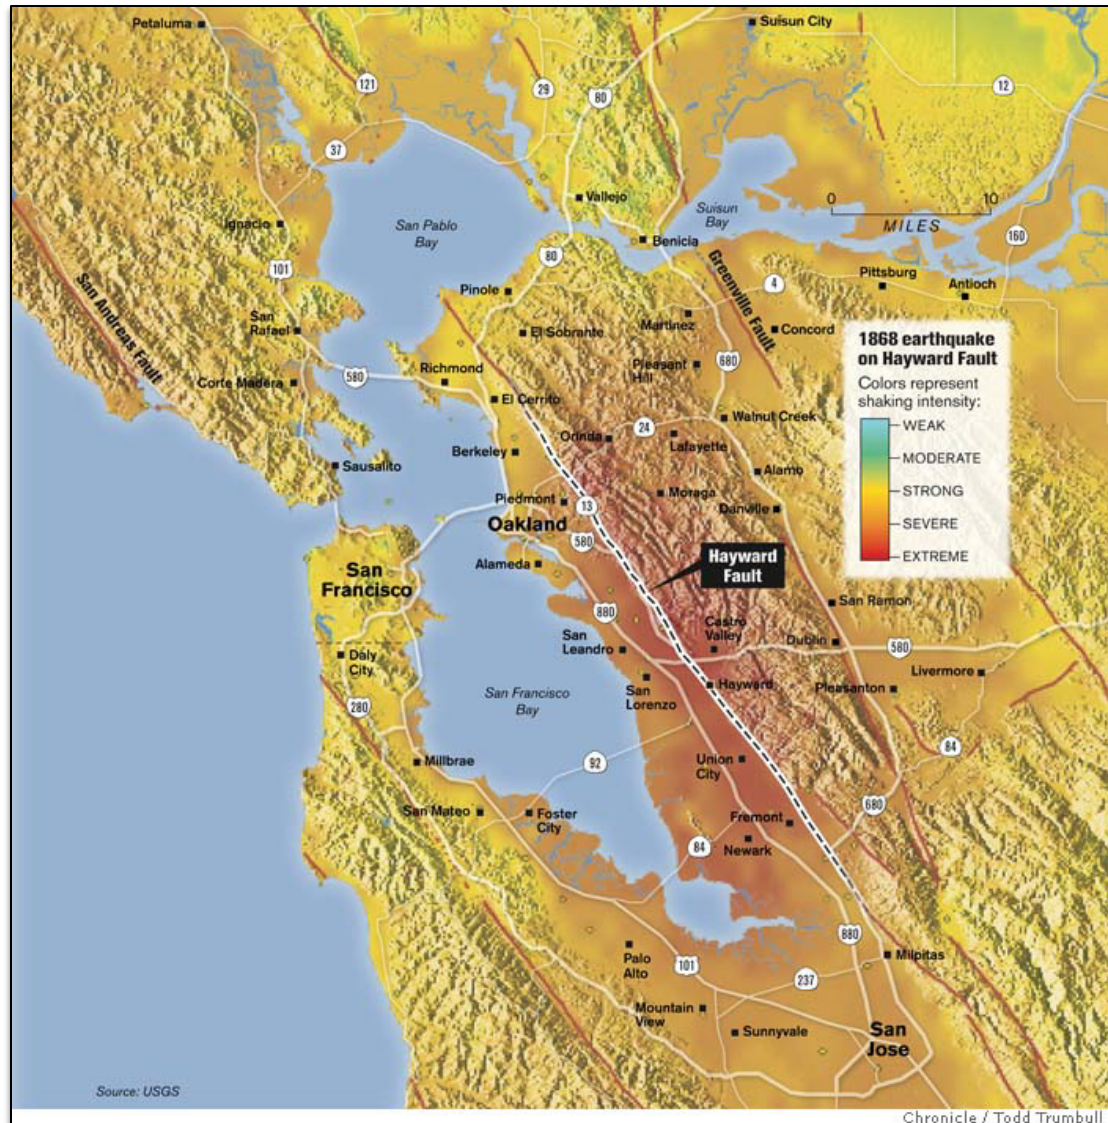 Petaluma
Suisun City
121
29
80
12
37
Vallejo
Suisun
Bay
0
10
MILES
160
Ignacio
San Pablo
Bay
Benicia
80
101
Greenville Fault
4
Pittsburg
Antioch
San Andreas Fault
Pinole
San
Rafael
El Sobrante
Martinez
Concord
1868 earthquake
on Hayward Fault
Colors represent
shaking intensity:
WEAK
MODERATE
STRONG
SEVERE
EXTREME
680
Pleasant
Hill
Richmond
580
Corte Madera
El Cerrito
Walnut Creek
24
Orinda
Lafayette
Berkeley
Sausalito
Alamo
Moraga
Piedmont
13
Danville
Oakland
580
Hayward
Fault
Alameda
San
Francisco
880
San Ramon
Castro
Valley
San
Leandro
Dublin
580
Daly
City
Livermore
Hayward
Pleasanton
San
Lorenzo
San Francisco
Bay
280
84
Millbrae
92
Union
City
680
San Mateo
Foster
City
Fremont
84
Newark
880
Palo
Alto
101
Milpitas
237
Mountain
View
Sunnyvale
San
Jose
Source: USGS
Chronicle / Todd Trumbull